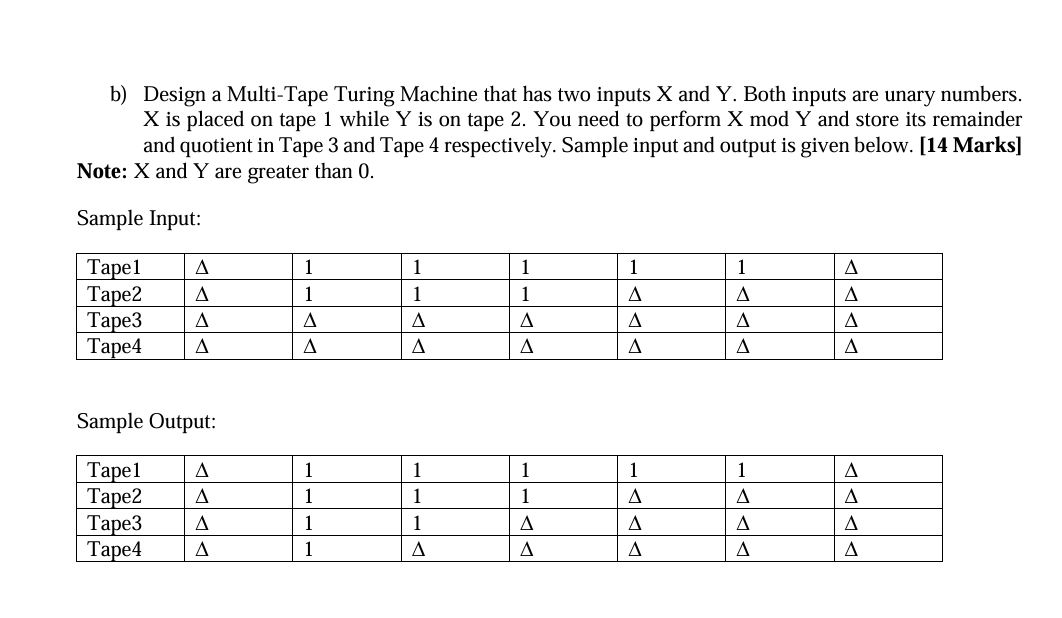 b) Design a Multi-Tape Turing Machine that has two inputs X and Y. Both inputs are unary numbers.
X is placed on tape 1 while Y is on tape 2. You need to perform X mod Y and store its remainder
and quotient in Tape 3 and Tape 4 respectively. Sample input and output is given below. [14 Marks]
Note: X and Y are greater than 0.
Sample Input:
Tape1 Δ 1 1 1 1 1 Δ
Tape2 Δ 1 1 1 Δ Δ Δ
Tape3 Δ Δ Δ Δ Δ Δ Δ
Tape4 Δ Δ Δ Δ Δ Δ Δ
Sample Output:
Tape1 Δ 1 1 1 1 1 Δ
Tape2 Δ 1 1 1 Δ Δ Δ
Tape3 Δ 1 1 Δ Δ Δ Δ
Tape4 Δ 1 Δ Δ Δ Δ Δ